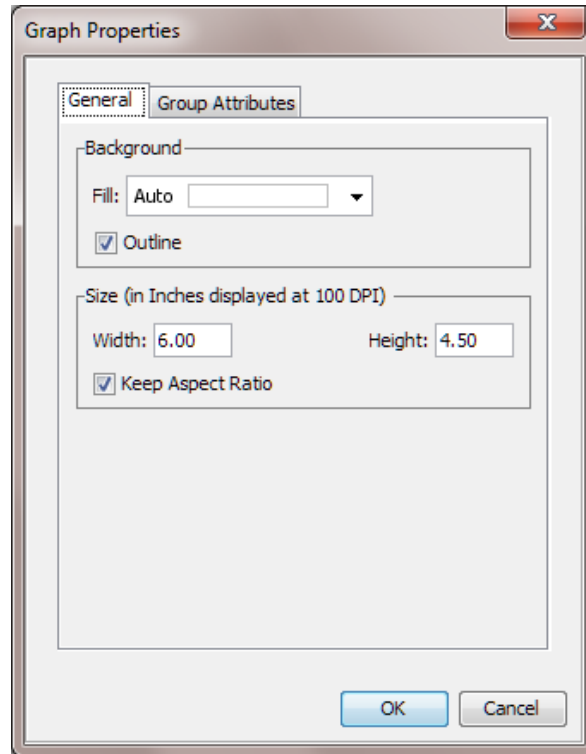 Graph Properties
General Group Attributes
Background
Fill: Auto
Outline
Size (in Inches displayed at 100 DPI)
Width: 6.00 Height: 4.50
Keep Aspect Ratio
OK Cancel